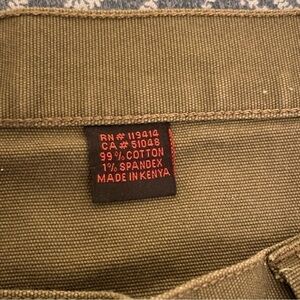 RN# 119414
CA# 51048
99% COTTON
1% SPANDEX
MADE IN KENYA